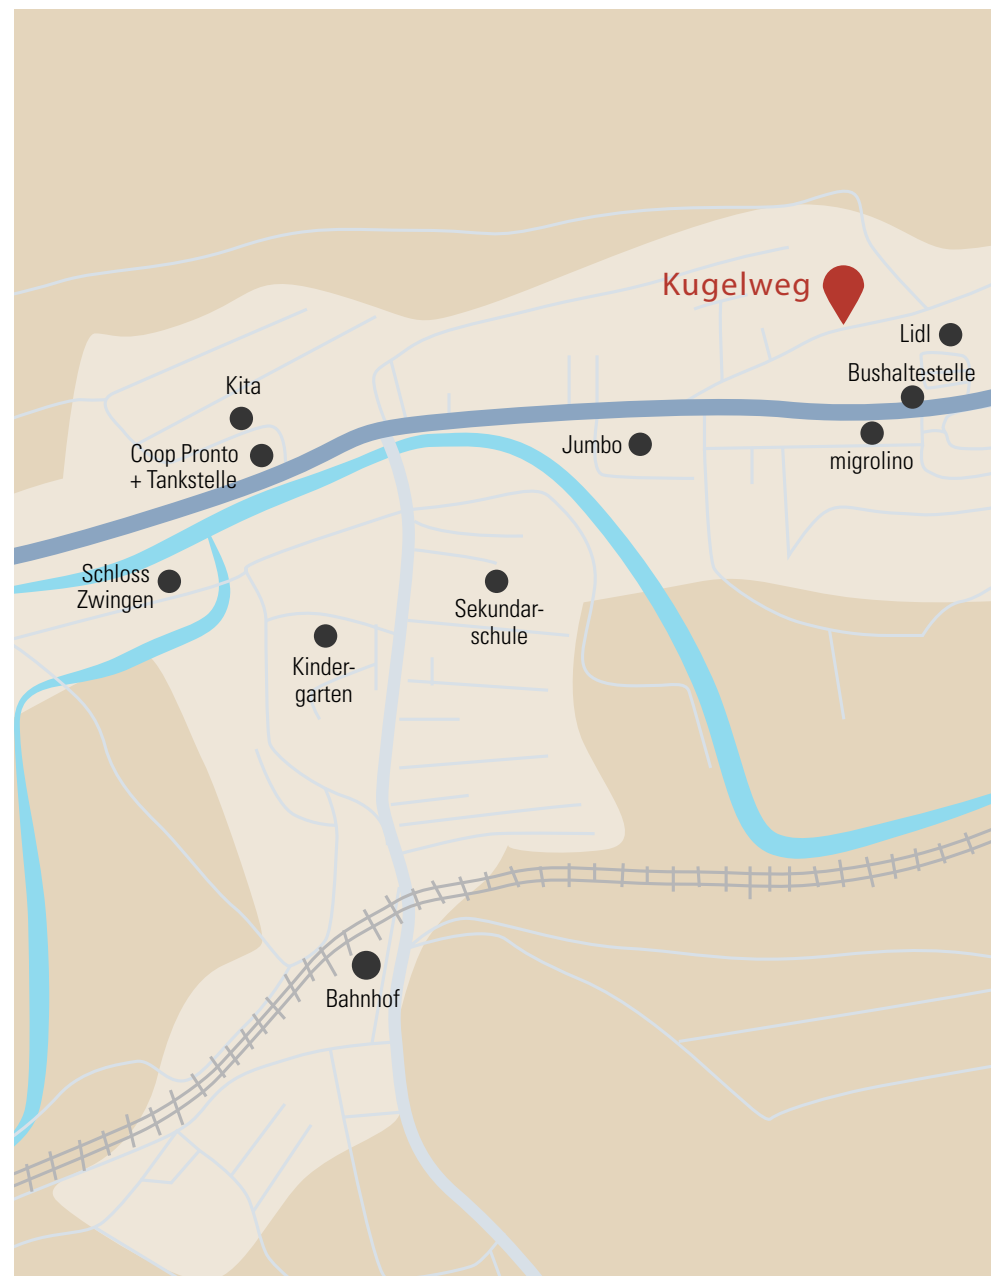 Kugelweg
Lidl
Bushaltestelle
Kita
Coop Pronto
+ Tankstelle
Jumbo
migrolino
Schloss
Zwingen
Sekundar-
schule
Kinder-
garten
Bahnhof